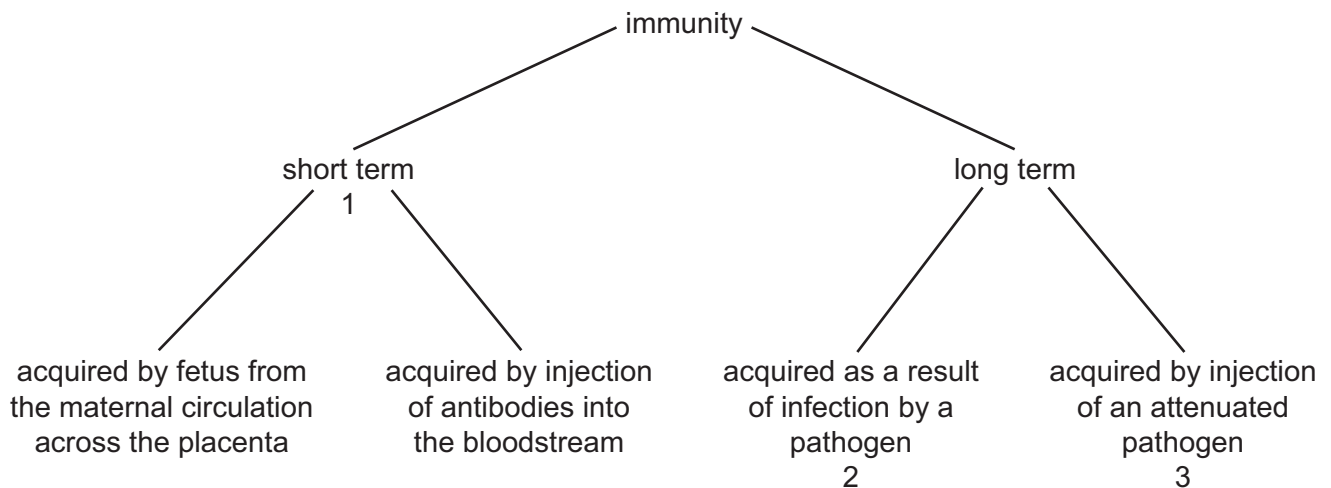 immunity
short term
1
long term
acquired by fetus from
the maternal circulation
across the placenta
acquired by injection
of antibodies into
the bloodstream
acquired as a result
of infection by a
pathogen
2
acquired by injection
of an attenuated
pathogen
3